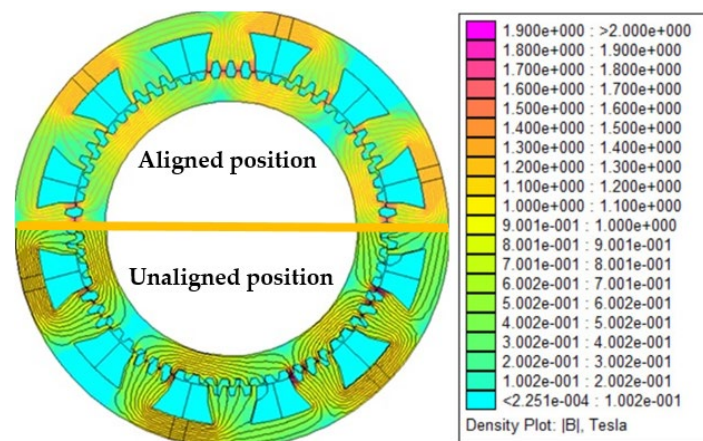 Aligned position
Unaligned position
1.900e+000 : >2.000e+000
1.800e+000 : 1.900e+000
1.700e+000 : 1.800e+000
1.600e+000 : 1.700e+000
1.500e+000 : 1.600e+000
1.400e+000 : 1.500e+000
1.300e+000 : 1.400e+000
1.200e+000 : 1.300e+000
1.100e+000 : 1.200e+000
1.000e+000 : 1.100e+000
9.001e-001 : 1.000e+000
8.001e-001 : 9.001e-001
7.001e-001 : 8.001e-001
6.002e-001 : 7.001e-001
5.002e-001 : 6.002e-001
4.002e-001 : 5.002e-001
3.002e-001 : 4.002e-001
2.002e-001 : 3.002e-001
1.002e-001 : 2.002e-001
<2.251e-004 : 1.002e-001
Density Plot: |B|, Tesla